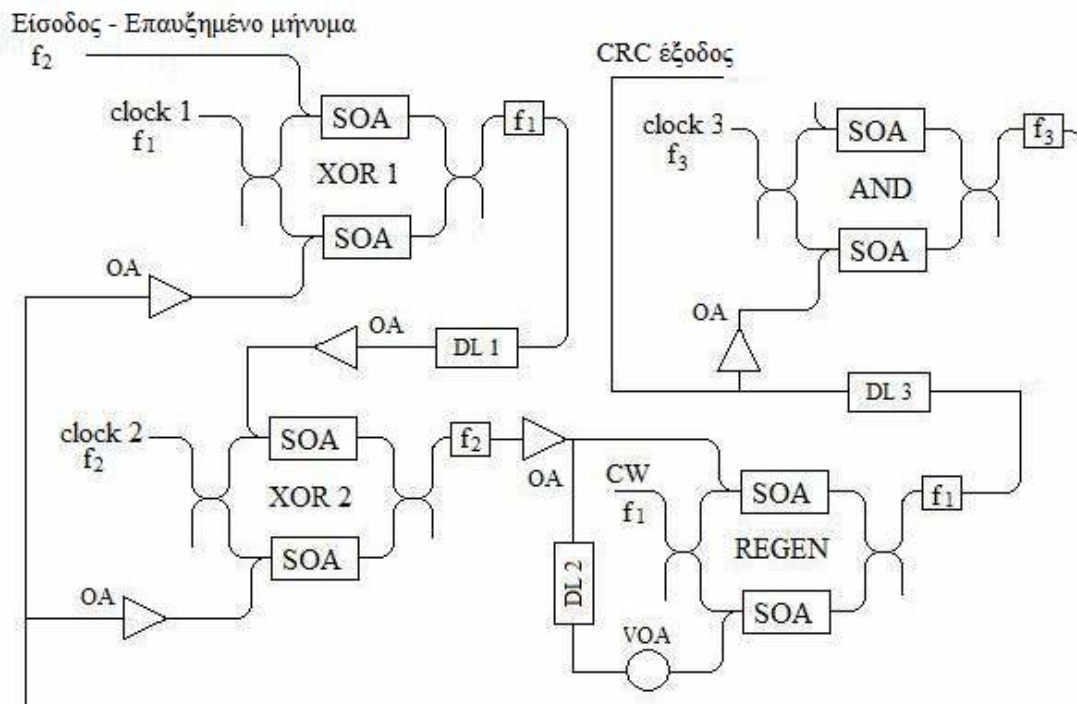 Είσοδος - Επαυξημένο μήνυμα
f2
CRC έξοδος
clock 1
f1
SOA
f1
XOR 1
SOA
OA
clock 3
f3
SOA
f3
AND
SOA
OA
OA
DL 1
DL 3
clock 2
f2
SOA
f2
XOR 2
SOA
OA
OA
CW
f1
SOA
f1
REGEN
SOA
DL 2
VOA